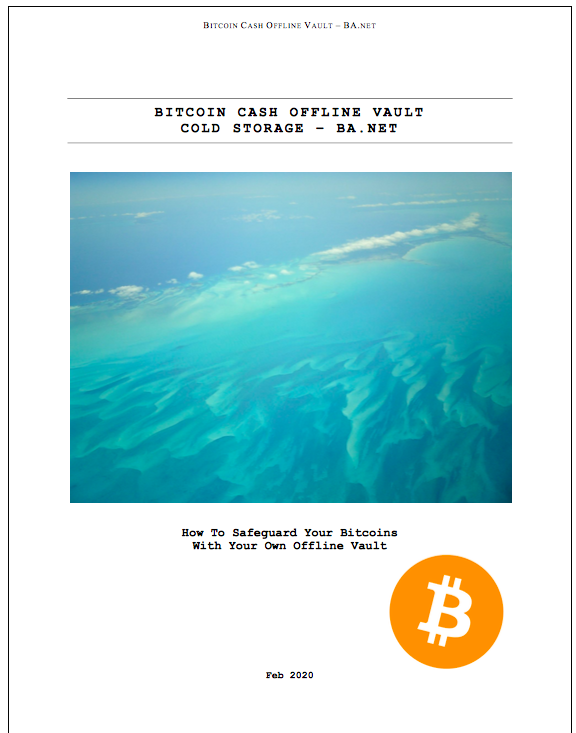 Bitcoin Cash Offline Vault – BA.NET
BITCOIN CASH OFFLINE VAULT
COLD STORAGE – BA.NET
How To Safeguard Your Bitcoins
With Your Own Offline Vault
Feb 2020